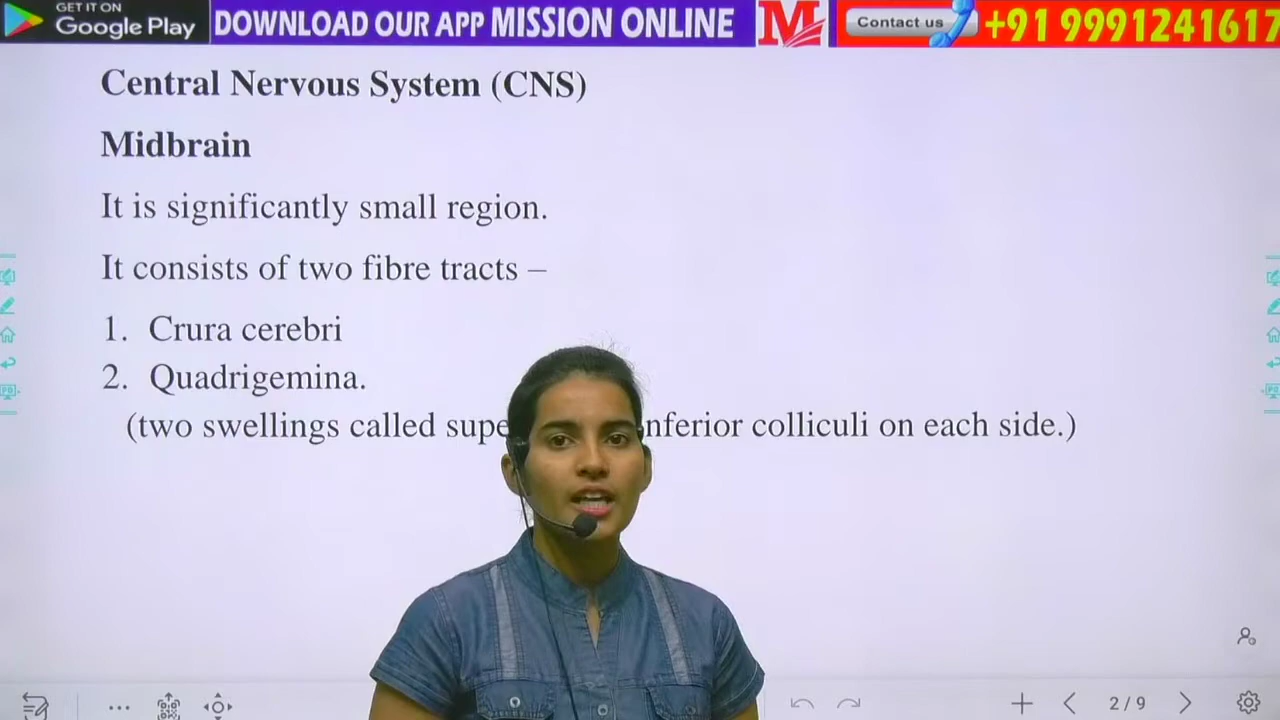 GET IT ON
Google Play
DOWNLOAD OUR APP MISSION ONLINE
M
Contact us
+91 9991241617
Central Nervous System (CNS)
Midbrain
It is significantly small region.
It consists of two fibre tracts –
1. Crura cerebri
2. Quadrigemina.
(two swellings called supe nferior colliculi on each side.)
2 / 9